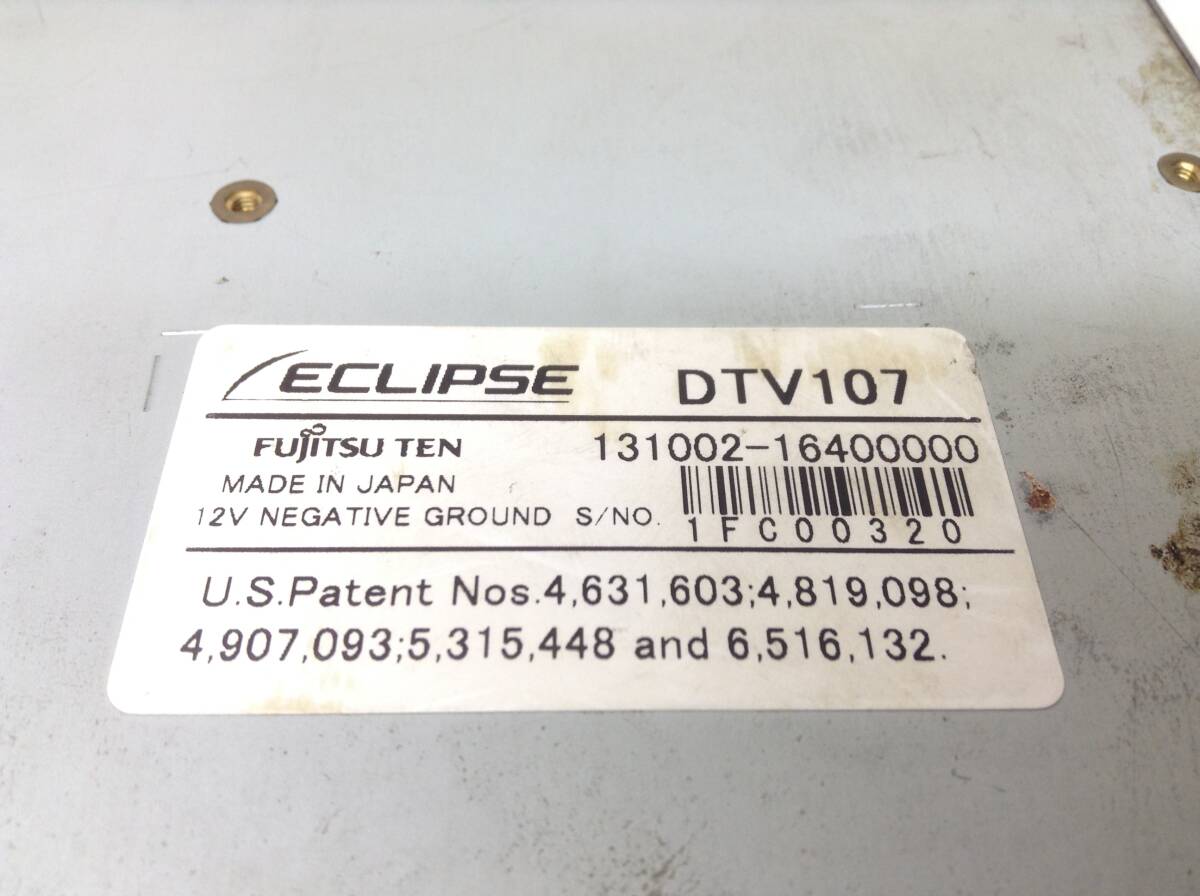 ECLIPSE DTV107
FUJITSU TEN 131002-16400000
MADE IN JAPAN
12V NEGATIVE GROUND S/NO. 1FC00320
U.S.Patent Nos.4,631,603;4,819,098;
4,907,093;5,315,448 and 6,516,132.